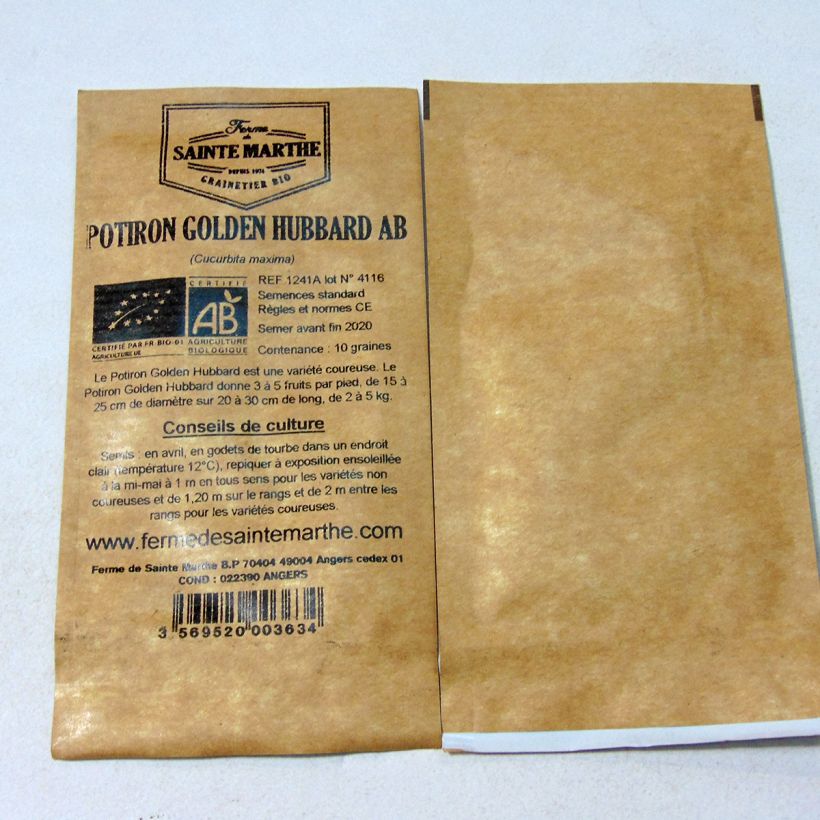 Ferme
de
SAINTE MARTHE
DEPUIS 1974
GRAINETIER BIO
POTIRON GOLDEN HUBBARD AB
(Cucurbita maxima)
REF 1241A lot N° 4116
Semences standard
Règles et normes CE
Semer avant fin 2020
Contenance : 10 graines
CERTIFIÉ PAR FR-BIO-01
AGRICULTURE UE
CERTIFIÉ
AB
AGRICULTURE
BIOLOGIQUE
Le Potiron Golden Hubbard est une variété coureuse. Le
Potiron Golden Hubbard donne 3 à 5 fruits par pied, de 15 à
25 cm de diamètre sur 20 à 30 cm de long, de 2 à 5 kg.
Conseils de culture
Semis : en avril, en godets de tourbe dans un endroit
clair (température 12°C), repiquer à exposition ensoleillée
à la mi-mai à 1 m en tous sens pour les variétés non
coureuses et de 1,20 m sur le rangs et de 2 m entre les
rangs pour les variétés coureuses.
www.fermedesaintemarthe.com
Ferme de Sainte Marthe B.P 70404 49004 Angers cedex 01
COND : 022390 ANGERS
3 569520 003634